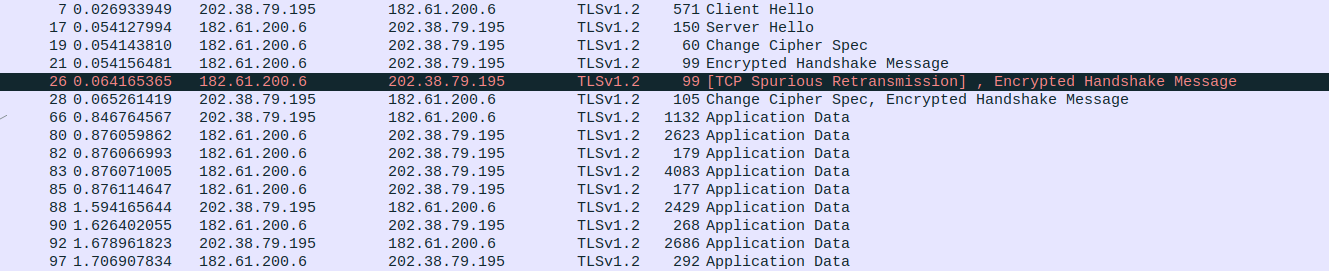 7 0.026933949 202.38.79.195 182.61.200.6 TLSv1.2 571 Client Hello
17 0.054127994 182.61.200.6 202.38.79.195 TLSv1.2 150 Server Hello
19 0.054143810 182.61.200.6 202.38.79.195 TLSv1.2 60 Change Cipher Spec
21 0.054156481 182.61.200.6 202.38.79.195 TLSv1.2 99 Encrypted Handshake Message
26 0.064165365 182.61.200.6 202.38.79.195 TLSv1.2 99 [TCP Spurious Retransmission] , Encrypted Handshake Message
28 0.065261419 202.38.79.195 182.61.200.6 TLSv1.2 105 Change Cipher Spec, Encrypted Handshake Message
66 0.846764567 202.38.79.195 182.61.200.6 TLSv1.2 1132 Application Data
80 0.876059862 182.61.200.6 202.38.79.195 TLSv1.2 2623 Application Data
82 0.876066993 182.61.200.6 202.38.79.195 TLSv1.2 179 Application Data
83 0.876071005 182.61.200.6 202.38.79.195 TLSv1.2 4083 Application Data
85 0.876114647 182.61.200.6 202.38.79.195 TLSv1.2 177 Application Data
88 1.594165644 202.38.79.195 182.61.200.6 TLSv1.2 2429 Application Data
90 1.626402055 182.61.200.6 202.38.79.195 TLSv1.2 268 Application Data
92 1.678961823 202.38.79.195 182.61.200.6 TLSv1.2 2686 Application Data
97 1.706907834 182.61.200.6 202.38.79.195 TLSv1.2 292 Application Data